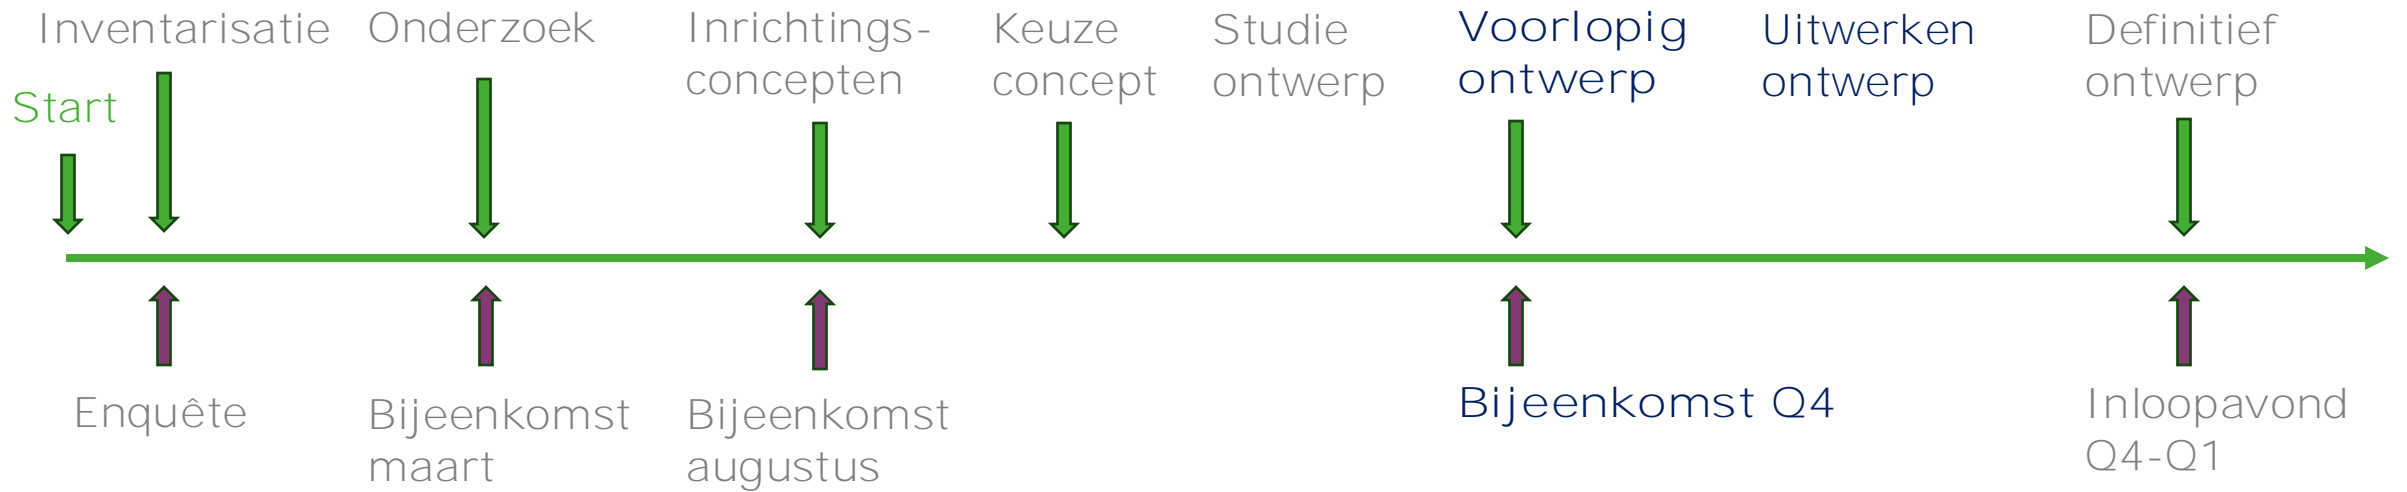 Inventarisatie
Onderzoek
Inrichtings-
concepten
Keuze
concept
Studie
ontwerp
Voorlopig
ontwerp
Uitwerken
ontwerp
Definitief
ontwerp
Start
Enquête
Bijeenkomst
maart
Bijeenkomst
augustus
Bijeenkomst Q4
Inloopavond
Q4-Q1